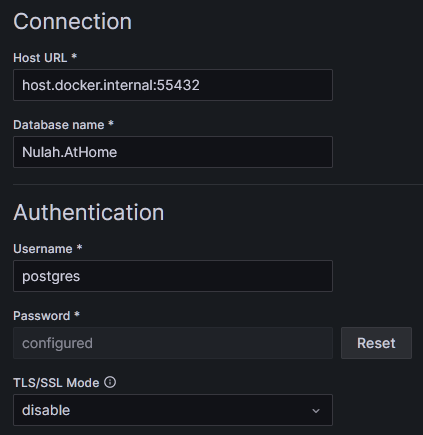 Connection
Host URL *
host.docker.internal:55432
Database name *
Nulah.AtHome
Authentication
Username *
postgres
Password *
configured
Reset
TLS/SSL Mode
disable